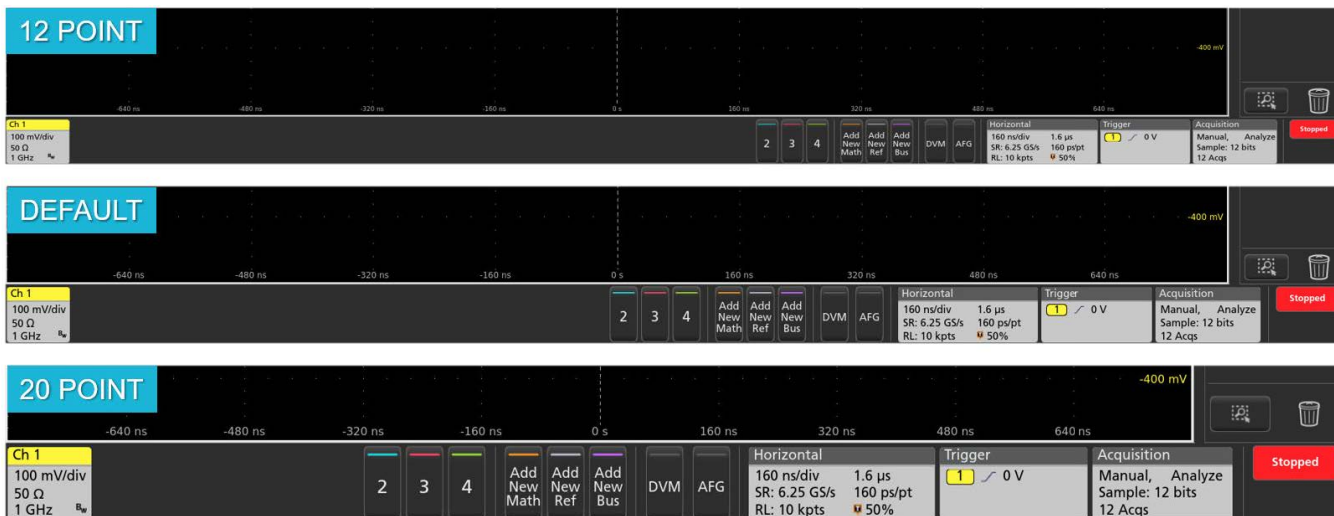 12 POINT
-400 mV
-640 ns -480 ns -320 ns -160 ns 0 s 160 ns 320 ns 480 ns 640 ns
Ch 1
100 mV/div
50 Ω
1 GHz Bw
2 3 4
Add New Math
Add New Ref
Add New Bus
DVM AFG
Horizontal
160 ns/div 1.6 µs
SR: 6.25 GS/s 160 ps/pt
RL: 10 kpts 50%
Trigger
1 0 V
Acquisition
Manual, Analyze
Sample: 12 bits
12 Acqs
Stopped
DEFAULT
-400 mV
-640 ns -480 ns -320 ns -160 ns 0 s 160 ns 320 ns 480 ns 640 ns
Ch 1
100 mV/div
50 Ω
1 GHz Bw
2 3 4
Add New Math
Add New Ref
Add New Bus
DVM AFG
Horizontal
160 ns/div 1.6 µs
SR: 6.25 GS/s 160 ps/pt
RL: 10 kpts 50%
Trigger
1 0 V
Acquisition
Manual, Analyze
Sample: 12 bits
12 Acqs
Stopped
20 POINT
-400 mV
-640 ns -480 ns -320 ns -160 ns 0 s 160 ns 320 ns 480 ns 640 ns
Ch 1
100 mV/div
50 Ω
1 GHz Bw
2 3 4
Add New Math
Add New Ref
Add New Bus
DVM AFG
Horizontal
160 ns/div 1.6 µs
SR: 6.25 GS/s 160 ps/pt
RL: 10 kpts 50%
Trigger
1 0 V
Acquisition
Manual, Analyze
Sample: 12 bits
12 Acqs
Stopped